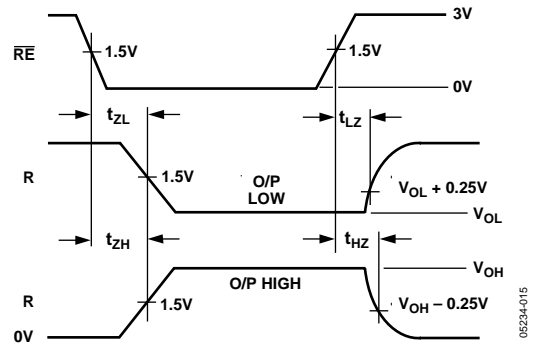 3V
RE
1.5V
1.5V
0V
tZL
tLZ
R
1.5V
O/P
LOW
VOL + 0.25V
VOL
tZH
tHZ
VOH
O/P HIGH
R
1.5V
VOH – 0.25V
0V
05234-015